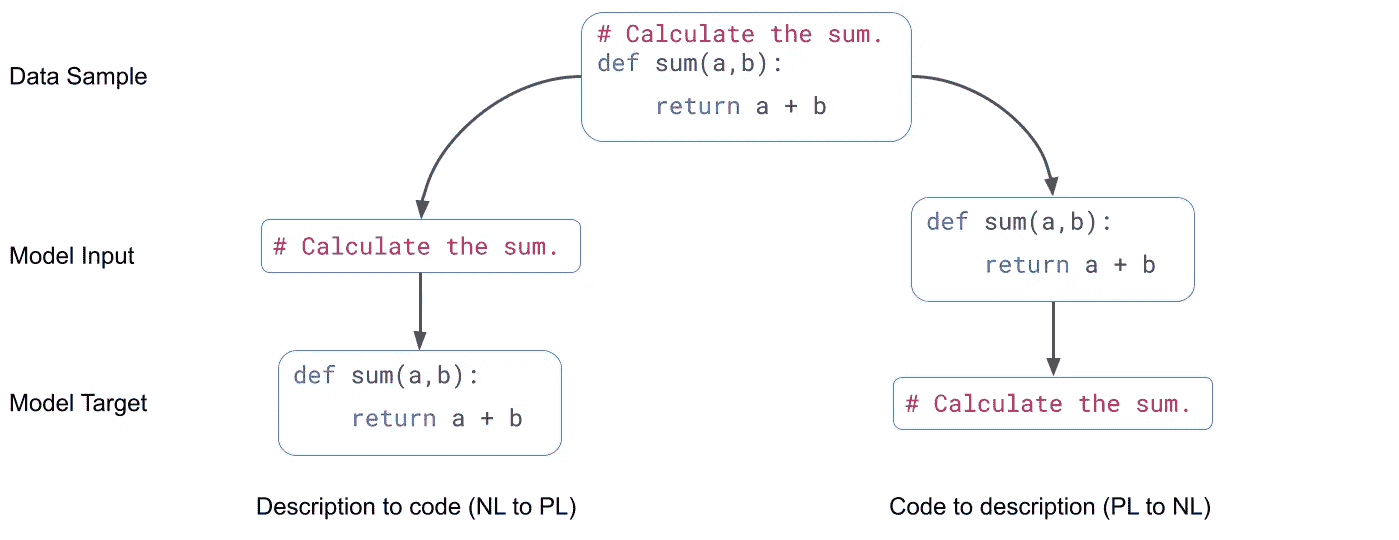 # Calculate the sum.
Data Sample
def sum(a,b):
    return a + b
Model Input
# Calculate the sum.
def sum(a,b):
    return a + b
Model Target
def sum(a,b):
    return a + b
# Calculate the sum.
Description to code (NL to PL)
Code to description (PL to NL)